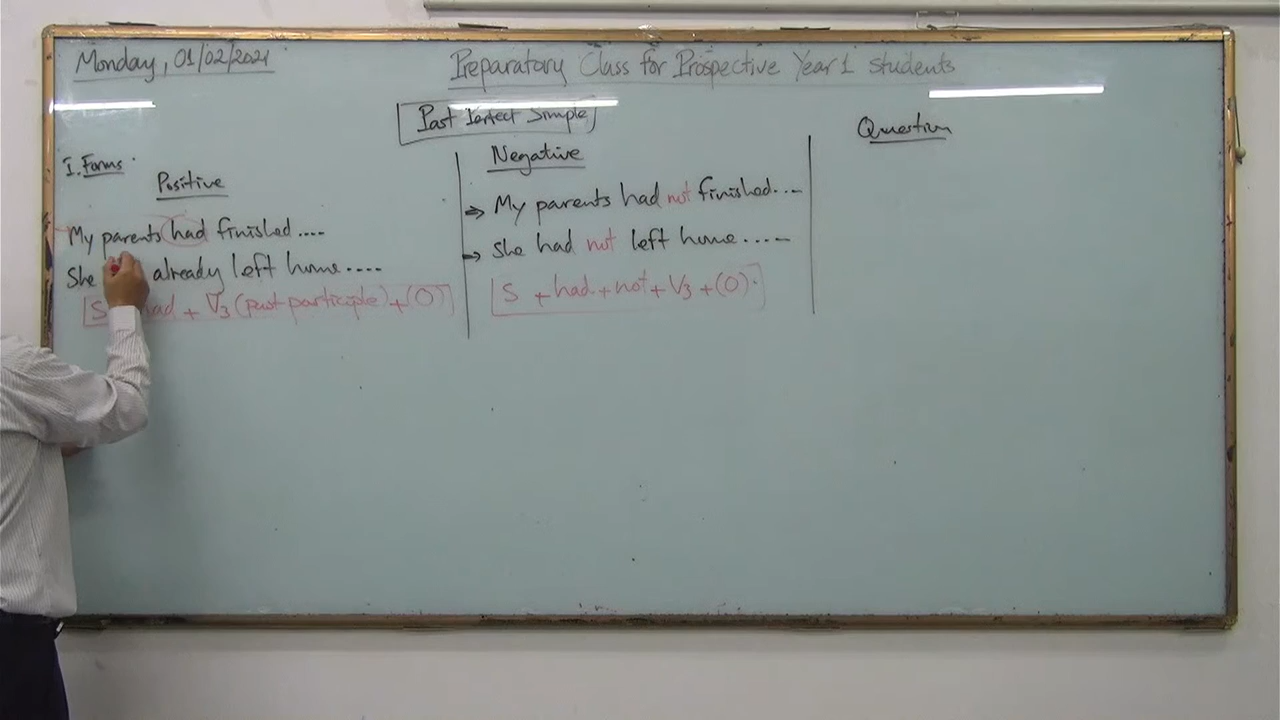 Monday, 01/02/2021
Preparatory Class for Prospective Year 1 students
Past Perfect Simple
I. Forms
Positive
My parents had finished ....
She already left home ....
S had + V3 (past participle) + (O)
Negative
⇒ My parents had not finished....
⇒ She had not left home .....
S + had + not + V3 + (O).
Question